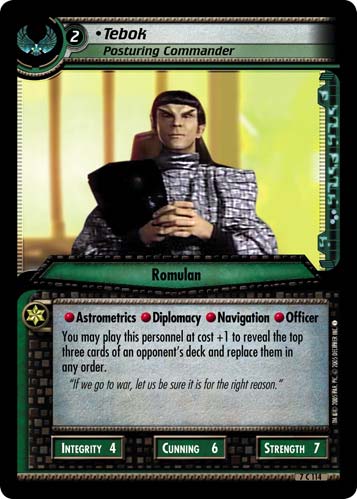 2
•Tebok
Posturing Commander
Romulan
• Astrometrics • Diplomacy • Navigation • Officer
You may play this personnel at cost +1 to reveal the top
three cards of an opponent's deck and replace them in
any order.
"If we go to war, let us be sure it is for the right reason."
INTEGRITY 4
CUNNING 6
STRENGTH 7
7 C 114